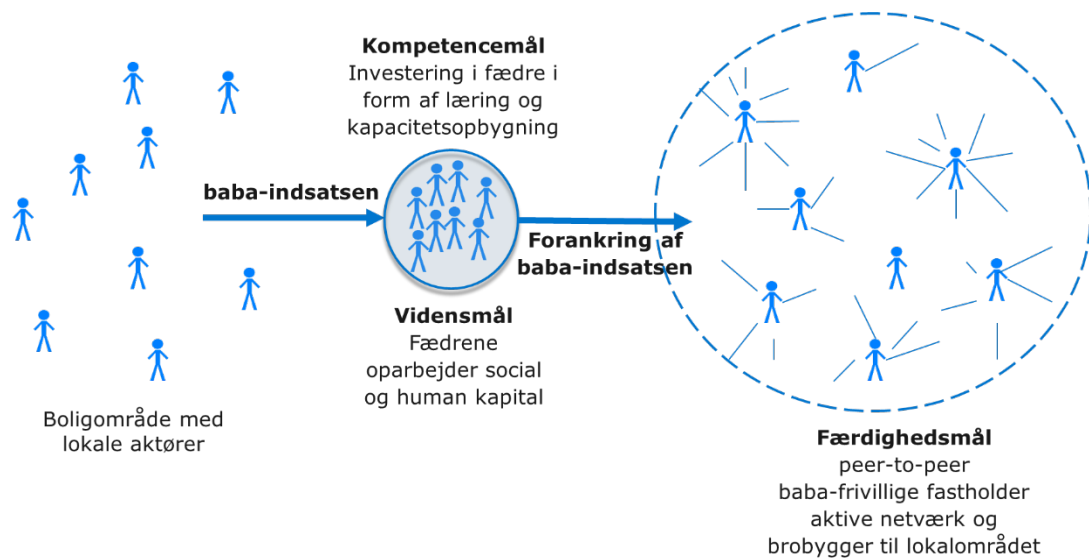 Kompetencemål
Investering i fædre i
form af læring og
kapacitetsopbygning
baba-indsatsen
Forankring af
baba-indsatsen
Vidensmål
Fædrene
oparbejder social
og human kapital
Boligområde med
lokale aktører
Færdighedsmål
peer-to-peer
baba-frivillige fastholder
aktive netværk og
brobygger til lokalområdet